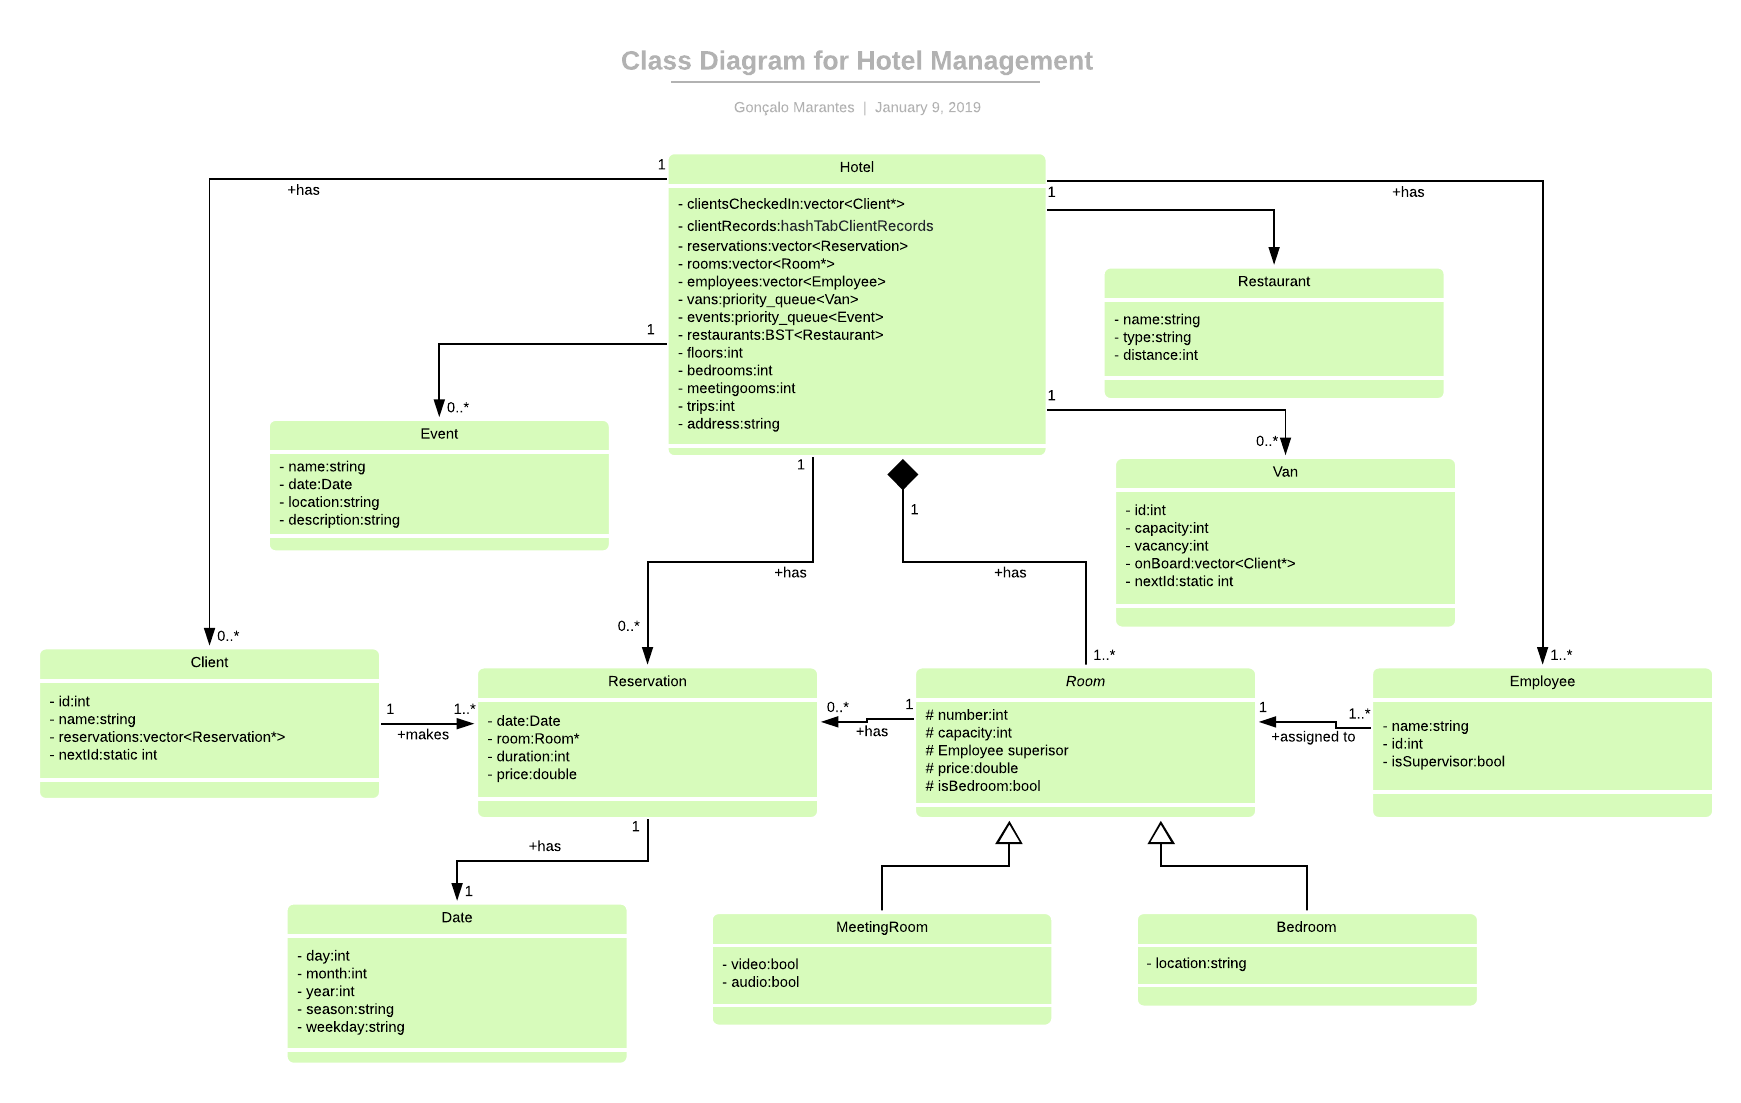 Class Diagram for Hotel Management
Gonçalo Marantes | January 9, 2019
Hotel
- clientsCheckedIn:vector<Client*>
- clientRecords:hashTabClientRecords
- reservations:vector<Reservation>
- rooms:vector<Room*>
- employees:vector<Employee>
- vans:priority_queue<Van>
- events:priority_queue<Event>
- restaurants:BST<Restaurant>
- floors:int
- bedrooms:int
- meetingooms:int
- trips:int
- address:string
1
+has
1
+has
1
1
1
1
+has
1
+has
Restaurant
- name:string
- type:string
- distance:int
0..*
Event
- name:string
- date:Date
- location:string
- description:string
0..*
Van
- id:int
- capacity:int
- vacancy:int
- onBoard:vector<Client*>
- nextId:static int
0..*
Client
- id:int
- name:string
- reservations:vector<Reservation*>
- nextId:static int
1
1..*
+makes
0..*
Reservation
- date:Date
- room:Room*
- duration:int
- price:double
0..*
1
+has
1..*
Room
# number:int
# capacity:int
# Employee superisor
# price:double
# isBedroom:bool
1
1..*
+assigned to
1..*
Employee
- name:string
- id:int
- isSupervisor:bool
1
+has
1
Date
- day:int
- month:int
- year:int
- season:string
- weekday:string
MeetingRoom
- video:bool
- audio:bool
Bedroom
- location:string